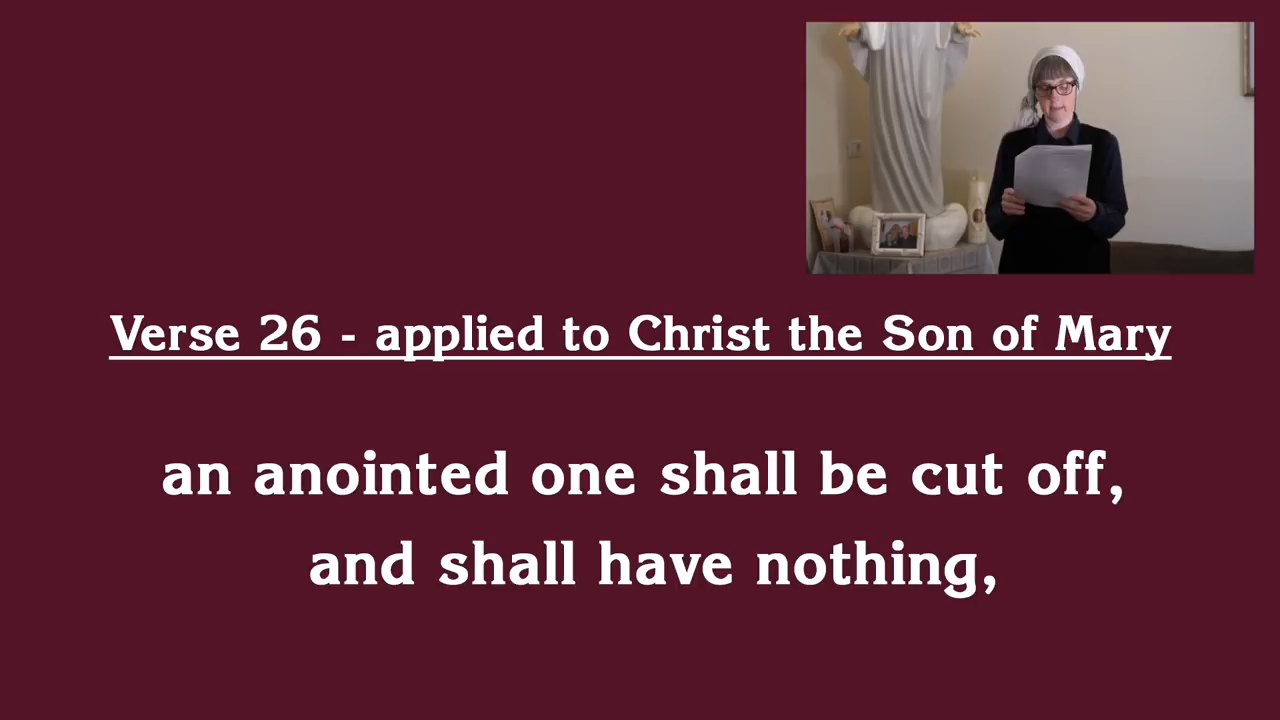 Verse 26 - applied to Christ the Son of Mary
an anointed one shall be cut off,
and shall have nothing,